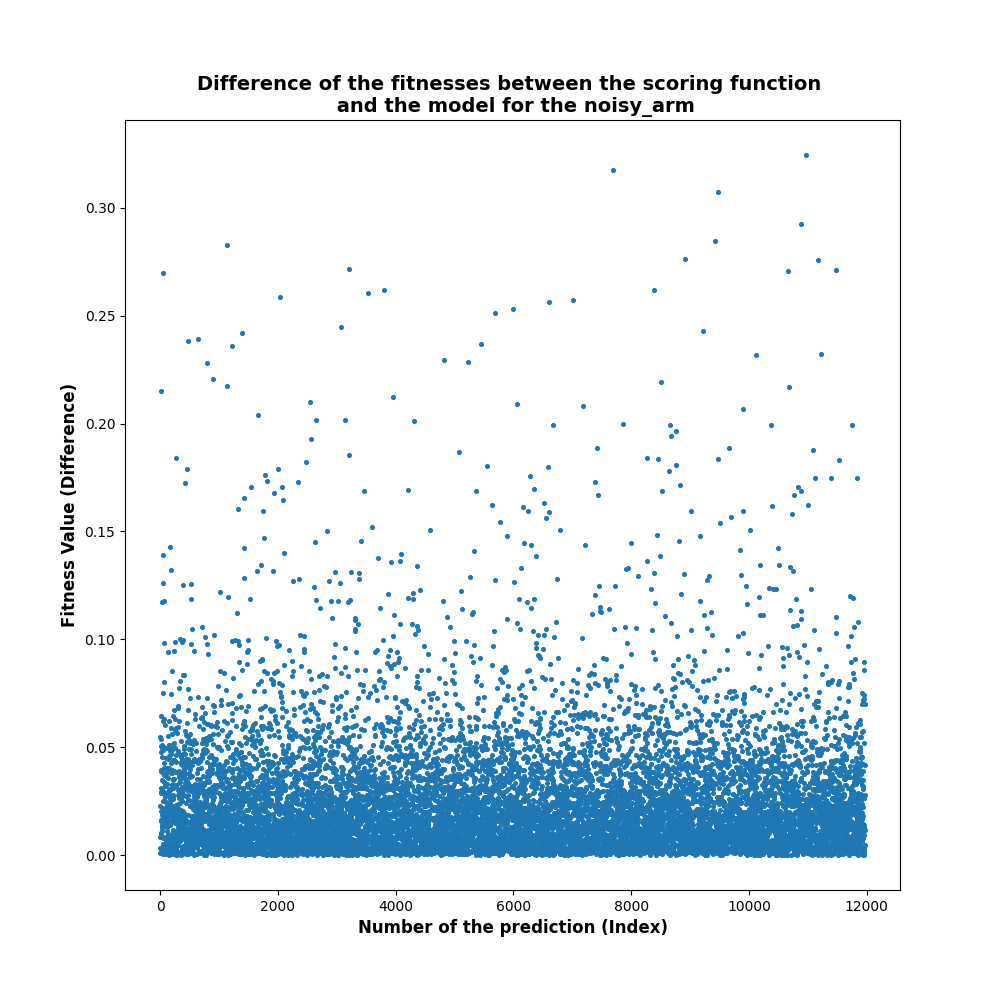 Difference of the fitnesses between the scoring function
and the model for the noisy_arm
Fitness Value (Difference)
0.30
0.25
0.20
0.15
0.10
0.05
0.00
0 2000 4000 6000 8000 10000 12000
Number of the prediction (Index)